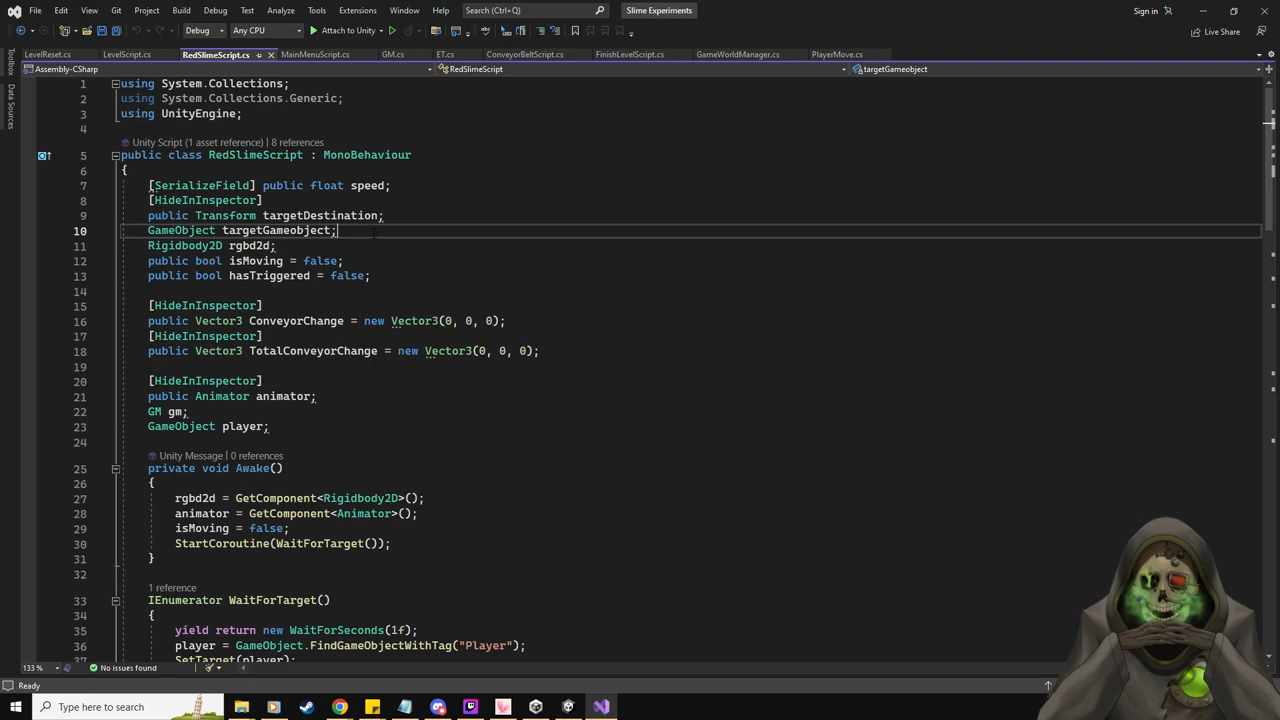 File Edit View Git Project Build Debug Test Analyze Tools Extensions Window Help Search (Ctrl+Q) Slime Experiments Sign in
Debug Any CPU Attach to Unity Live Share
LevelReset.cs LevelScript.cs RedSlimeScript.cs MainMenuScript.cs GM.cs ET.cs ConveyorBeltScript.cs FinishLevelScript.cs GameWorldManager.cs PlayerMove.cs
Toolbox
Data Sources
Assembly-CSharp RedSlimeScript targetGameobject
1 using System.Collections;
2 using System.Collections.Generic;
3 using UnityEngine;
4
Unity Script (1 asset reference) | 8 references
5 public class RedSlimeScript : MonoBehaviour
6 {
7 [SerializeField] public float speed;
8 [HideInInspector]
9 public Transform targetDestination;
10 GameObject targetGameobject;
11 Rigidbody2D rgbd2d;
12 public bool isMoving = false;
13 public bool hasTriggered = false;
14
15 [HideInInspector]
16 public Vector3 ConveyorChange = new Vector3(0, 0, 0);
17 [HideInInspector]
18 public Vector3 TotalConveyorChange = new Vector3(0, 0, 0);
19
20 [HideInInspector]
21 public Animator animator;
22 GM gm;
23 GameObject player;
24
Unity Message | 0 references
25 private void Awake()
26 {
27 rgbd2d = GetComponent<Rigidbody2D>();
28 animator = GetComponent<Animator>();
29 isMoving = false;
30 StartCoroutine(WaitForTarget());
31 }
32
1 reference
33 IEnumerator WaitForTarget()
34 {
35 yield return new WaitForSeconds(1f);
36 player = GameObject.FindGameObjectWithTag("Player");
37 SetTarget(player);
133 % No issues found
Ready
Type here to search